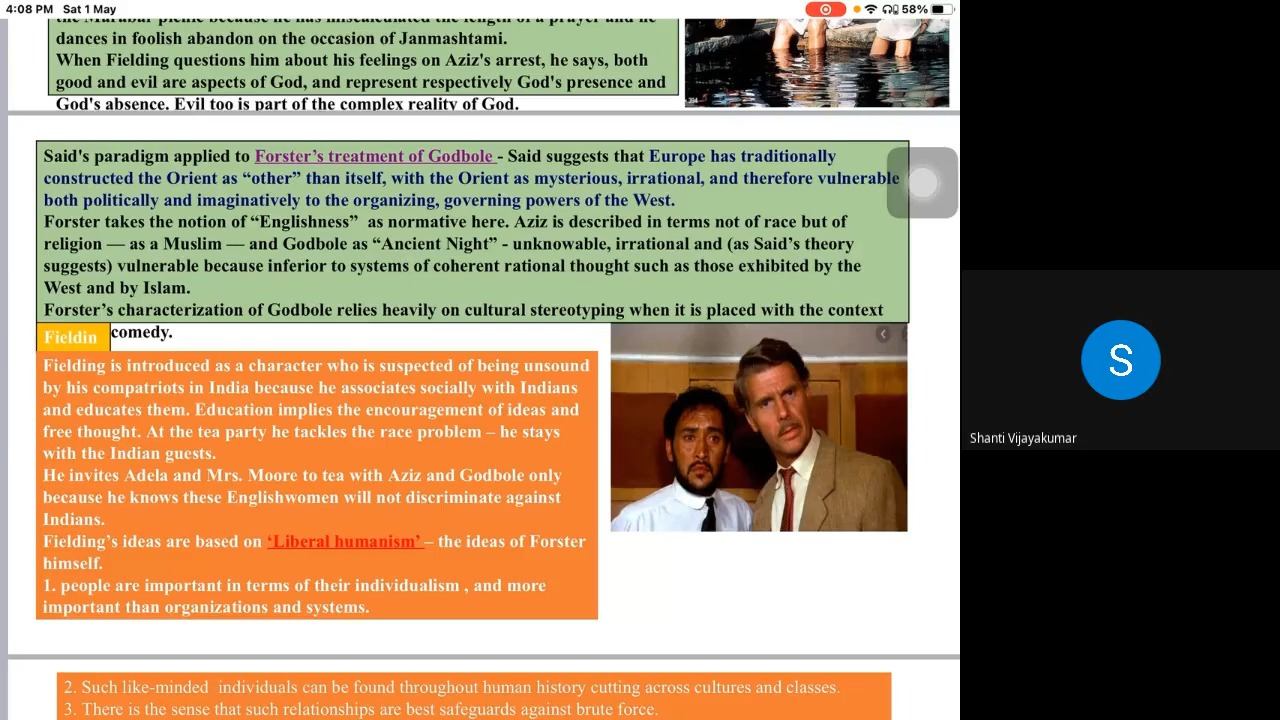 4:08 PM Sat 1 May
58%
the Marabar picnic because he has miscalculated the length of a prayer and he
dances in foolish abandon on the occasion of Janmashtami.
When Fielding questions him about his feelings on Aziz's arrest, he says, both
good and evil are aspects of God, and represent respectively God's presence and
God's absence. Evil too is part of the complex reality of God.
Said's paradigm applied to Forster’s treatment of Godbole - Said suggests that Europe has traditionally
constructed the Orient as “other” than itself, with the Orient as mysterious, irrational, and therefore vulnerable
both politically and imaginatively to the organizing, governing powers of the West.
Forster takes the notion of “Englishness” as normative here. Aziz is described in terms not of race but of
religion — as a Muslim — and Godbole as “Ancient Night” - unknowable, irrational and (as Said’s theory
suggests) vulnerable because inferior to systems of coherent rational thought such as those exhibited by the
West and by Islam.
Forster’s characterization of Godbole relies heavily on cultural stereotyping when it is placed with the context
comedy.
Fieldin
Fielding is introduced as a character who is suspected of being unsound
by his compatriots in India because he associates socially with Indians
and educates them. Education implies the encouragement of ideas and
free thought. At the tea party he tackles the race problem – he stays
with the Indian guests.
He invites Adela and Mrs. Moore to tea with Aziz and Godbole only
because he knows these Englishwomen will not discriminate against
Indians.
Fielding’s ideas are based on ‘Liberal humanism’ – the ideas of Forster
himself.
1. people are important in terms of their individualism , and more
important than organizations and systems.
2. Such like-minded individuals can be found throughout human history cutting across cultures and classes.
3. There is the sense that such relationships are best safeguards against brute force.
S
Shanti Vijayakumar